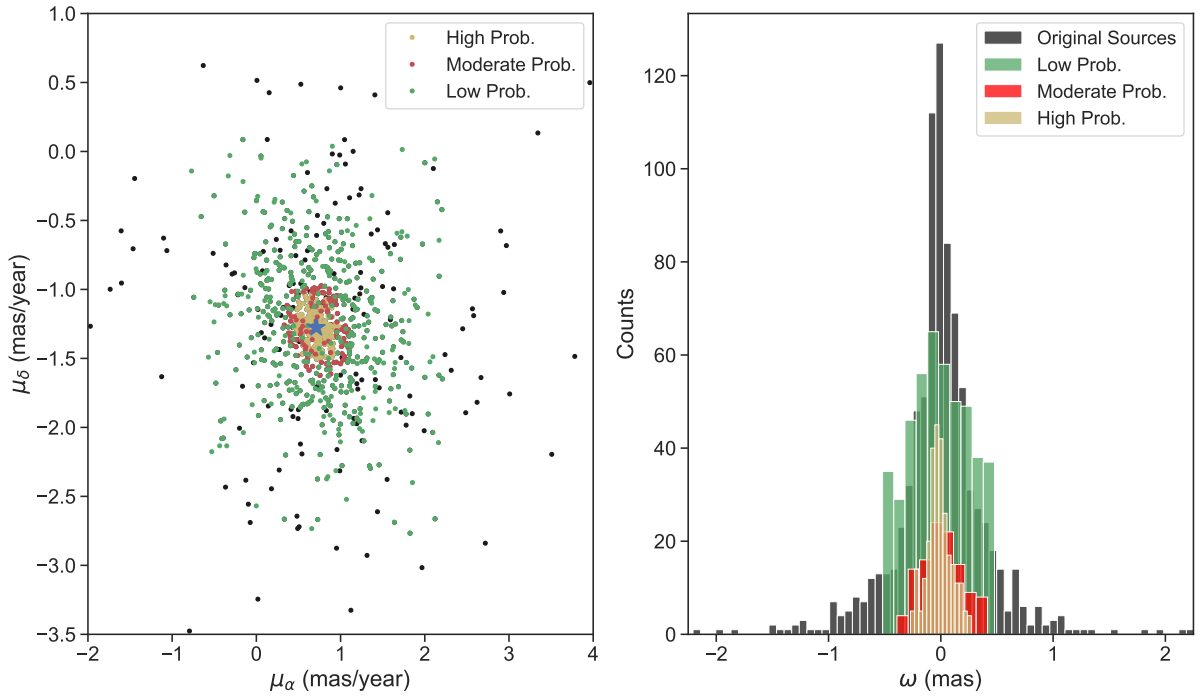 1.0
0.5
0.0
−0.5
−1.0
−1.5
−2.0
−2.5
−3.0
−3.5
−2
−1
0
1
2
3
4
μδ (mas/year)
μα (mas/year)
High Prob.
Moderate Prob.
Low Prob.
120
100
80
60
40
20
0
−2
−1
0
1
2
Counts
ω (mas)
Original Sources
Low Prob.
Moderate Prob.
High Prob.